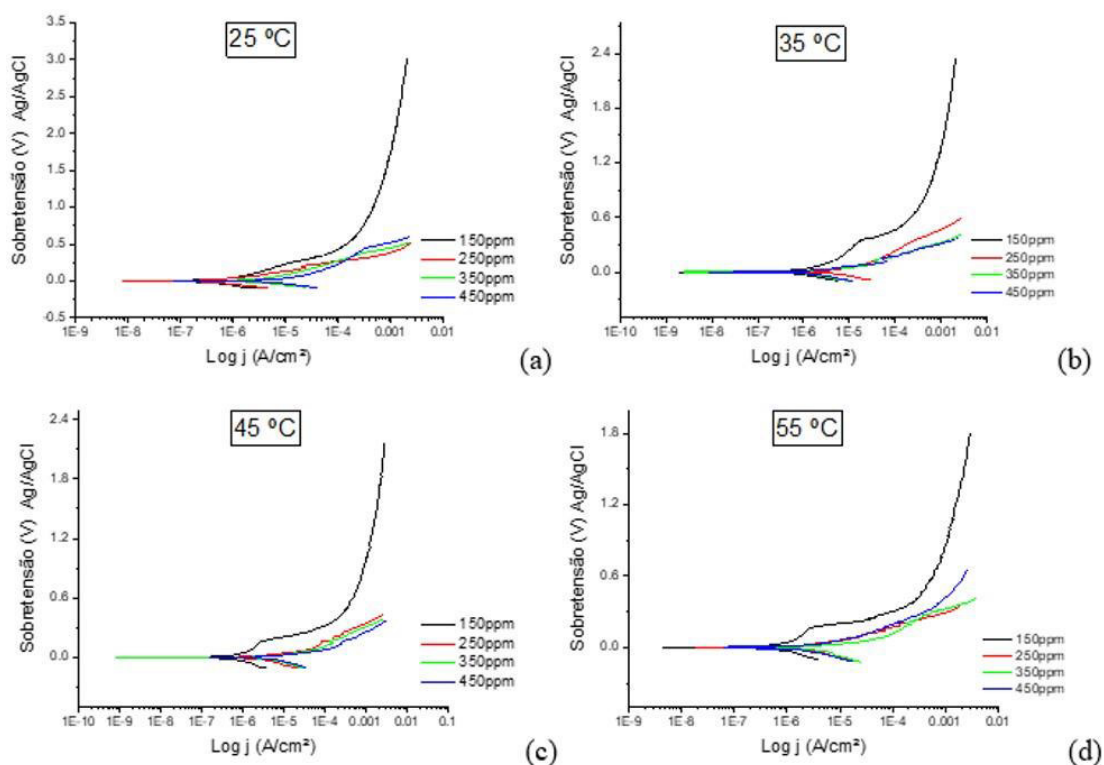 25 ºC
Sobretensão (V) Ag/AgCl
3.5
3.0
2.5
2.0
1.5
1.0
0.5
0.0
-0.5
150ppm
250ppm
350ppm
450ppm
1E-9 1E-8 1E-7 1E-6 1E-5 1E-4 0.001 0.01
Log j (A/cm²)
(a)
35 ºC
Sobretensão (V) Ag/AgCl
2.4
1.8
1.2
0.6
0.0
150ppm
250ppm
350ppm
450ppm
1E-10 1E-9 1E-8 1E-7 1E-6 1E-5 1E-4 0.001 0.01
Log j (A/cm²)
(b)
45 ºC
Sobretensão (V) Ag/AgCl
2.4
1.8
1.2
0.6
0.0
150ppm
250ppm
350ppm
450ppm
1E-10 1E-9 1E-8 1E-7 1E-6 1E-5 1E-4 0.001 0.01 0.1
Log j (A/cm²)
(c)
55 ºC
Sobretensão (V) Ag/AgCl
1.8
1.2
0.6
0.0
150ppm
250ppm
350ppm
450ppm
1E-9 1E-8 1E-7 1E-6 1E-5 1E-4 0.001 0.01
Log j (A/cm²)
(d)